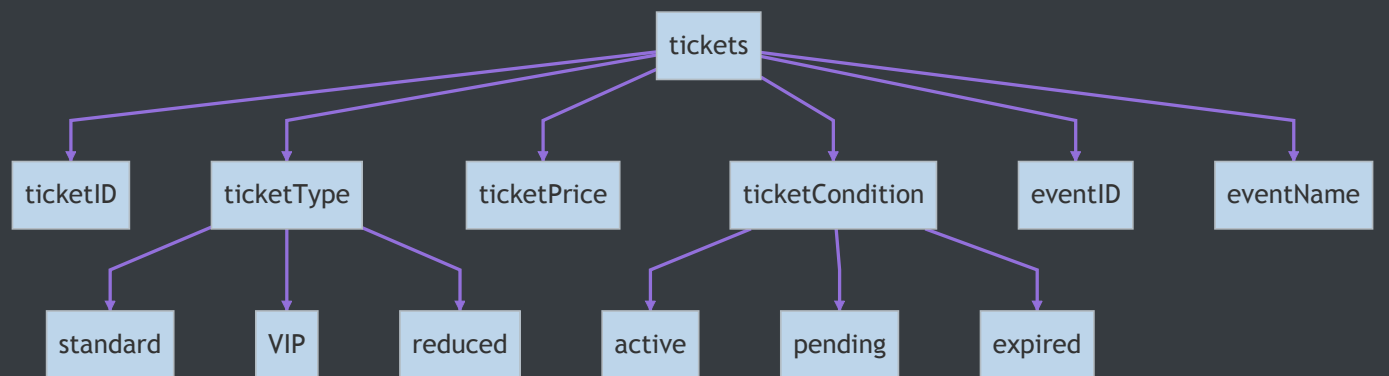 tickets
ticketID
ticketType
ticketPrice
ticketCondition
eventID
eventName
standard
VIP
reduced
active
pending
expired